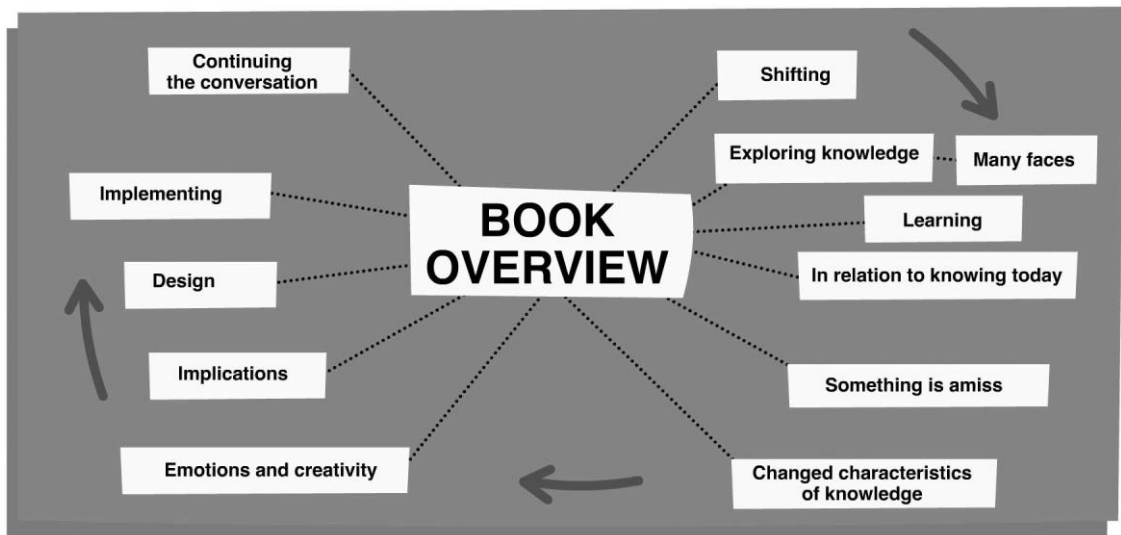 BOOK
OVERVIEW
Shifting
Exploring knowledge
Many faces
Learning
In relation to knowing today
Something is amiss
Changed characteristics
of knowledge
Emotions and creativity
Implications
Design
Implementing
Continuing
the conversation